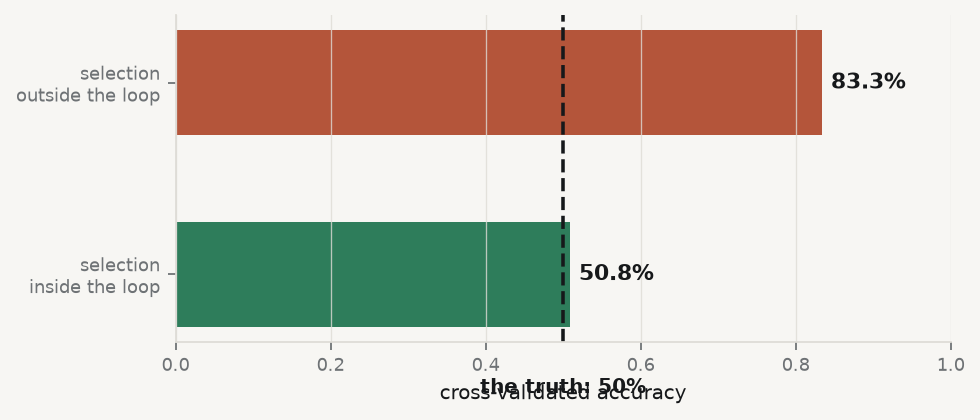 selection
outside the loop
83.3%
selection
inside the loop
50.8%
0.0 0.2 0.4 0.6 0.8 1.0
the truth: 50%
cross-validated accuracy